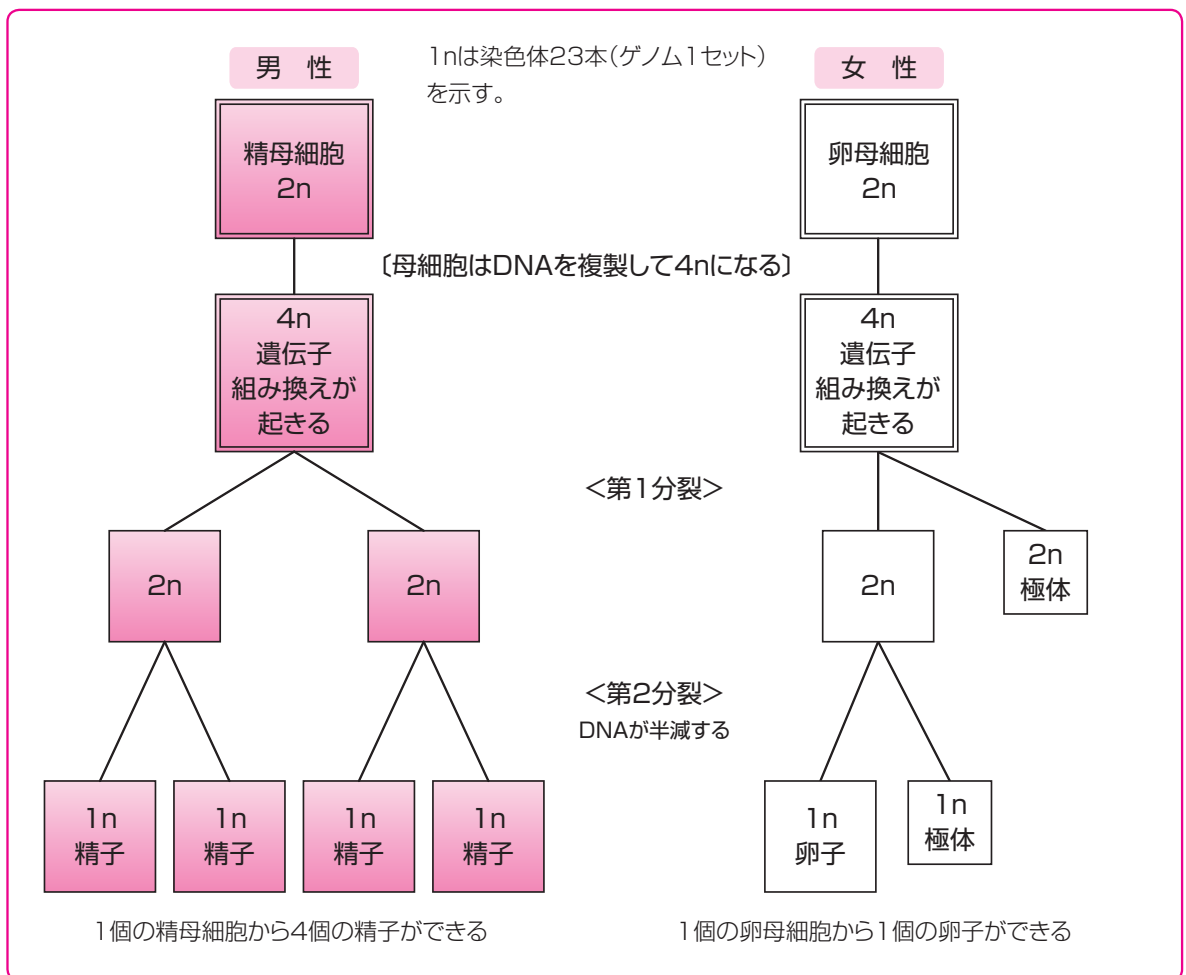 男 性
1nは染色体23本(ゲノム1セット)
を示す。
女 性
精母細胞
2n
卵母細胞
2n
〔母細胞はDNAを複製して4nになる〕
4n
遺伝子
組み換えが
起きる
4n
遺伝子
組み換えが
起きる
<第1分裂>
2n
2n
2n
2n
極体
<第2分裂>
DNAが半減する
1n
精子
1n
精子
1n
精子
1n
精子
1n
卵子
1n
極体
1個の精母細胞から4個の精子ができる
1個の卵母細胞から1個の卵子ができる